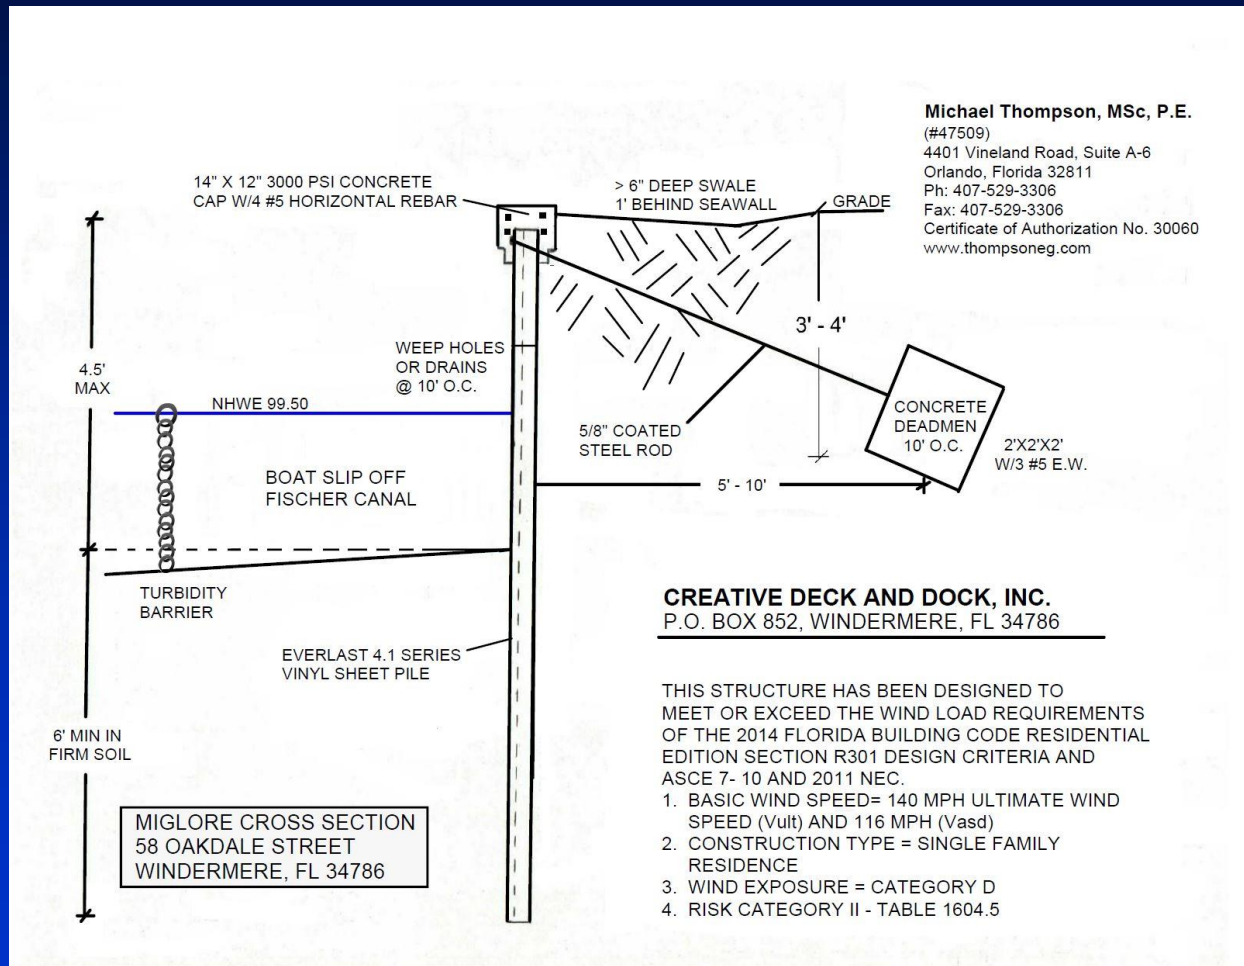 Michael Thompson, MSc, P.E.
(#47509)
4401 Vineland Road, Suite A-6
Orlando, Florida 32811
Ph: 407-529-3306
Fax: 407-529-3306
Certificate of Authorization No. 30060
www.thompsoneg.com
14" X 12" 3000 PSI CONCRETE
CAP W/4 #5 HORIZONTAL REBAR
> 6" DEEP SWALE
1' BEHIND SEAWALL
GRADE
3' - 4'
4.5'
MAX
WEEP HOLES
OR DRAINS
@ 10' O.C.
NHWE 99.50
5/8" COATED
STEEL ROD
CONCRETE
DEADMEN
10' O.C.
2'X2'X2'
W/3 #5 E.W.
BOAT SLIP OFF
FISCHER CANAL
5' - 10'
TURBIDITY
BARRIER
EVERLAST 4.1 SERIES
VINYL SHEET PILE
6' MIN IN
FIRM SOIL
CREATIVE DECK AND DOCK, INC.
P.O. BOX 852, WINDERMERE, FL 34786
THIS STRUCTURE HAS BEEN DESIGNED TO
MEET OR EXCEED THE WIND LOAD REQUIREMENTS
OF THE 2014 FLORIDA BUILDING CODE RESIDENTIAL
EDITION SECTION R301 DESIGN CRITERIA AND
ASCE 7- 10 AND 2011 NEC.
1. BASIC WIND SPEED= 140 MPH ULTIMATE WIND
SPEED (Vult) AND 116 MPH (Vasd)
2. CONSTRUCTION TYPE = SINGLE FAMILY
RESIDENCE
3. WIND EXPOSURE = CATEGORY D
4. RISK CATEGORY II - TABLE 1604.5
MIGLORE CROSS SECTION
58 OAKDALE STREET
WINDERMERE, FL 34786